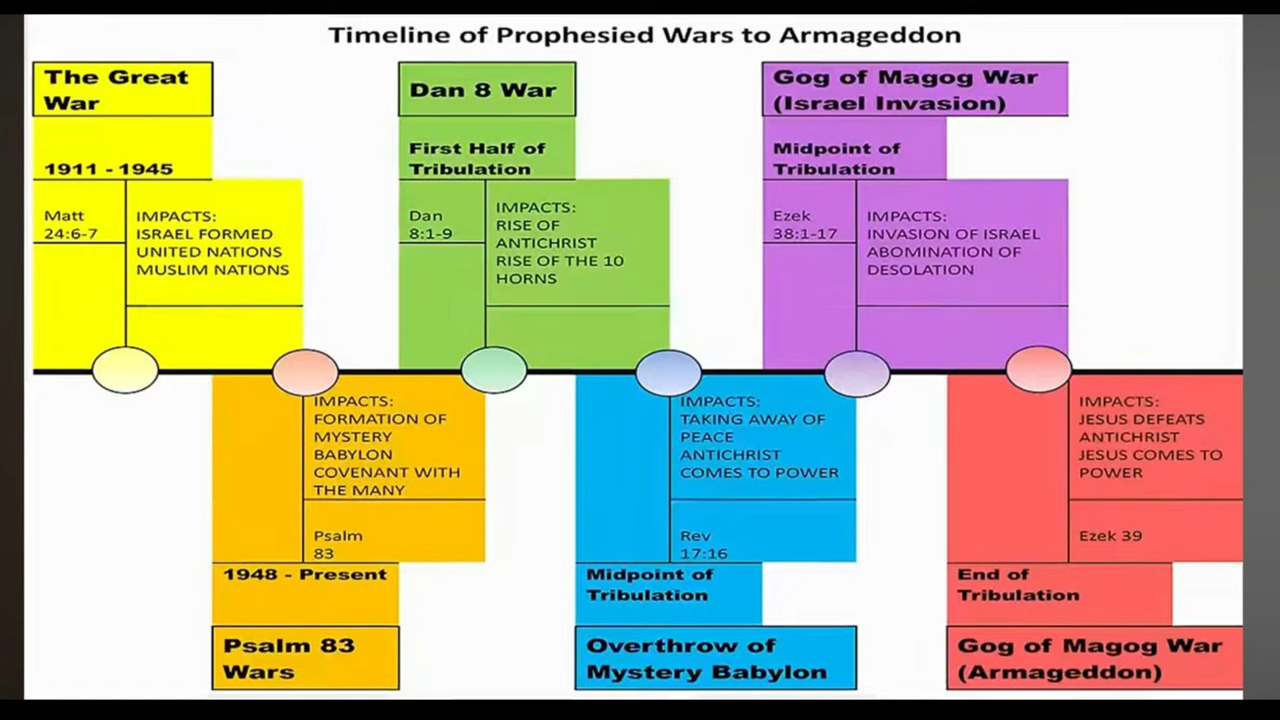 Timeline of Prophesied Wars to Armageddon
The Great
War
1911 - 1945
Matt
24:6-7
IMPACTS:
ISRAEL FORMED
UNITED NATIONS
MUSLIM NATIONS
IMPACTS:
FORMATION OF
MYSTERY
BABYLON
COVENANT WITH
THE MANY
Psalm
83
1948 - Present
Psalm 83
Wars
Dan 8 War
First Half of
Tribulation
Dan
8:1-9
IMPACTS:
RISE OF
ANTICHRIST
RISE OF THE 10
HORNS
IMPACTS:
TAKING AWAY OF
PEACE
ANTICHRIST
COMES TO POWER
Rev
17:16
Midpoint of
Tribulation
Overthrow of
Mystery Babylon
Gog of Magog War
(Israel Invasion)
Midpoint of
Tribulation
Ezek
38:1-17
IMPACTS:
INVASION OF ISRAEL
ABOMINATION OF
DESOLATION
IMPACTS:
JESUS DEFEATS
ANTICHRIST
JESUS COMES TO
POWER
Ezek 39
End of
Tribulation
Gog of Magog War
(Armageddon)